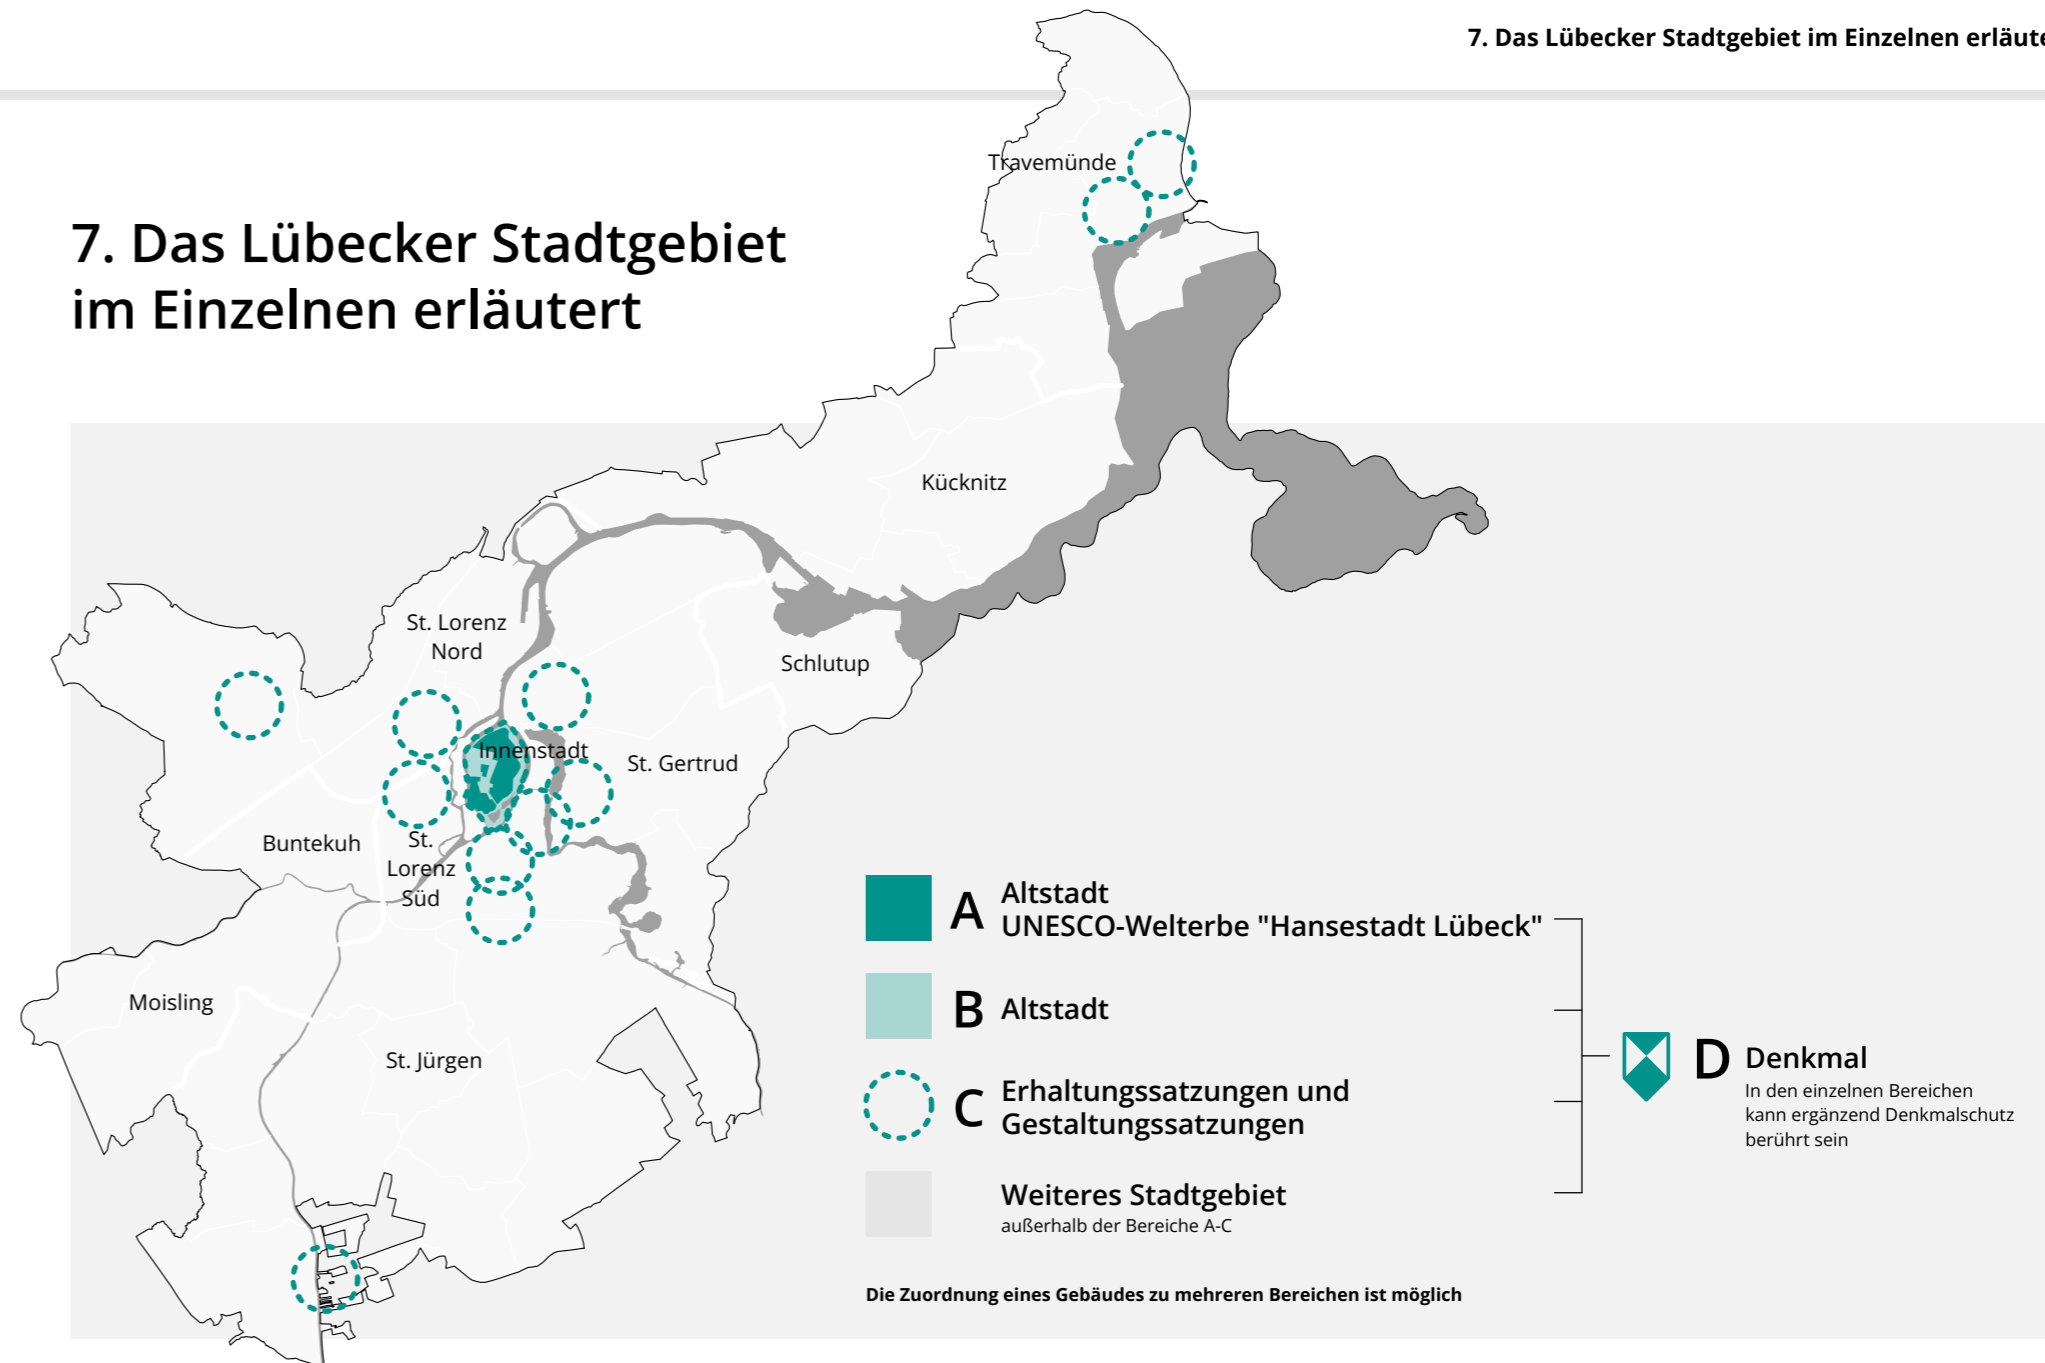 7. Das Lübecker Stadtgebiet im Einzelnen erläute
7. Das Lübecker Stadtgebiet
im Einzelnen erläutert
Travemünde
Kücknitz
St. Lorenz
Nord
Schlutup
Innenstadt
St. Gertrud
Buntekuh
St.
Lorenz
Süd
Moisling
St. Jürgen
A Altstadt
UNESCO-Welterbe "Hansestadt Lübeck"
B Altstadt
C Erhaltungssatzungen und
Gestaltungssatzungen
Weiteres Stadtgebiet
außerhalb der Bereiche A-C
D Denkmal
In den einzelnen Bereichen
kann ergänzend Denkmalschutz
berührt sein
Die Zuordnung eines Gebäudes zu mehreren Bereichen ist möglich